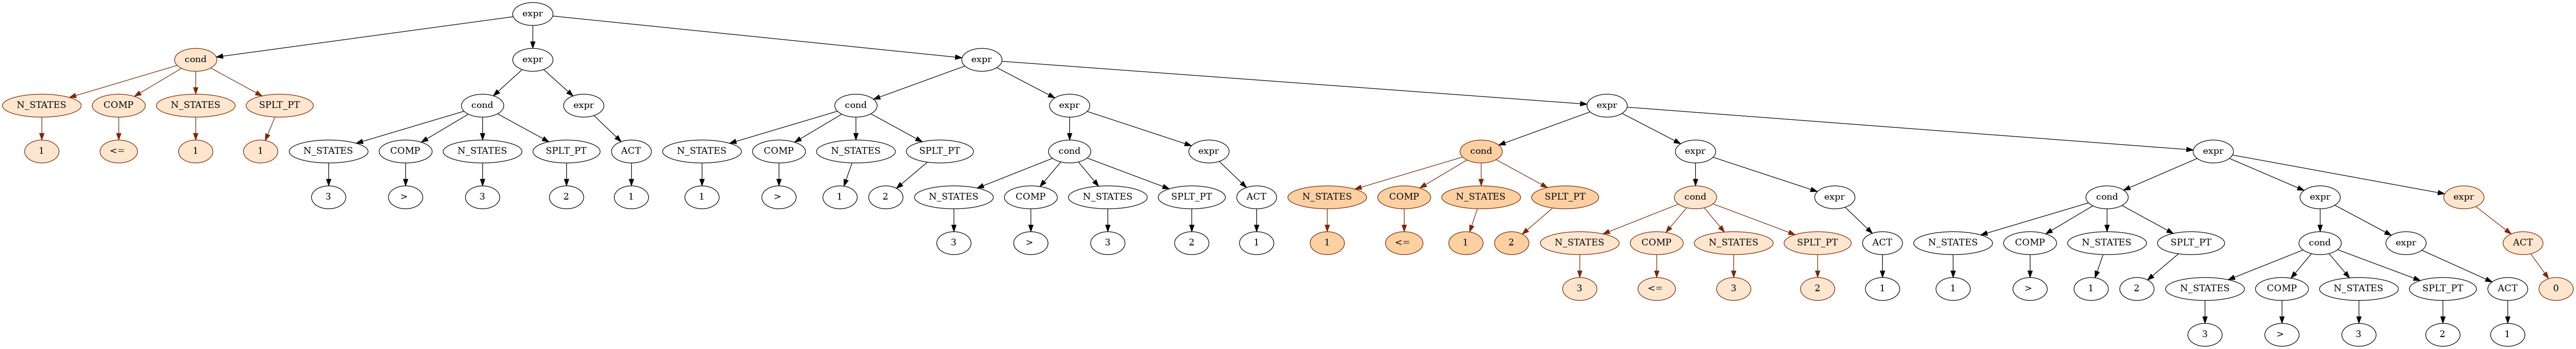 expr
cond expr expr
N_STATES COMP N_STATES SPLT_PT cond expr cond expr expr
1 <= 1 1 N_STATES COMP N_STATES SPLT_PT ACT N_STATES COMP N_STATES SPLT_PT cond expr cond expr expr
3 > 3 2 1 1 > 1 2 N_STATES COMP N_STATES SPLT_PT ACT N_STATES COMP N_STATES SPLT_PT cond expr cond expr expr
3 > 3 2 1 1 <= 1 2 N_STATES COMP N_STATES SPLT_PT ACT N_STATES COMP N_STATES SPLT_PT cond expr ACT
3 <= 3 2 1 1 > 1 2 N_STATES COMP N_STATES SPLT_PT ACT 0
3 > 3 2 1